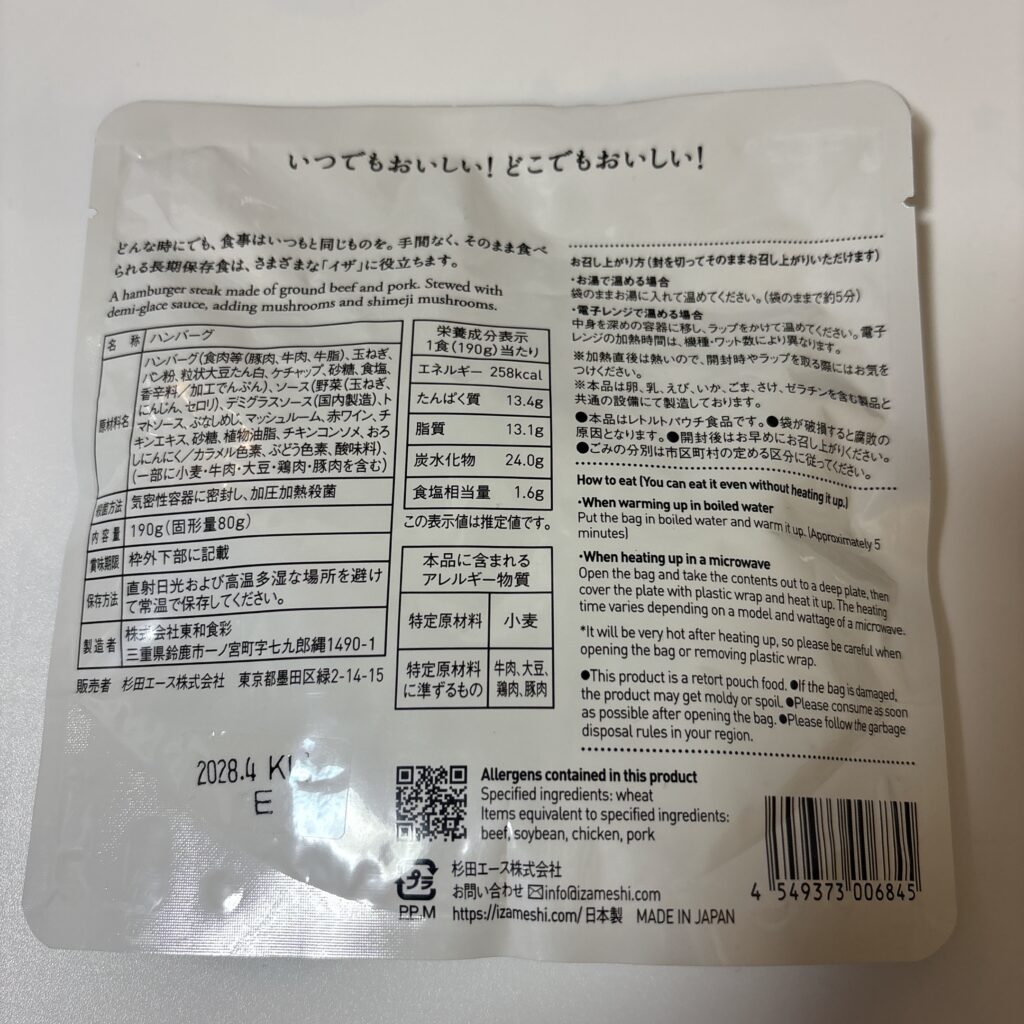 いつでもおいしい!どこでもおいしい!
どんな時にでも、食事はいつもと同じものを。手間なく、そのまま食べ
られる長期保存食は、さまざまな「イザ」に役立ちます。
A hamburger steak made of ground beef and pork. Stewed with
demi-glace sauce, adding mushrooms and shimeji mushrooms.
名 称 ハンバーグ
原材料名
ハンバーグ(食肉等(豚肉、牛肉、牛脂)、玉ねぎ、
パン粉、粒状大豆たん白、ケチャップ、砂糖、食塩、
香辛料/加工でんぷん)、ソース(野菜(玉ねぎ、
にんじん、セロリ)、デミグラスソース(国内製造)、ト
マトソース、ぶなしめじ、マッシュルーム、赤ワイン、チ
キンエキス、砂糖、植物油脂、チキンコンソメ、おろ
しにんにく/カラメル色素、ぶどう色素、酸味料)、
(一部に小麦・牛肉・大豆・鶏肉・豚肉を含む)
殺菌方法 気密性容器に密封し、加圧加熱殺菌
内容量 190g(固形量80g)
賞味期限 枠外下部に記載
保存方法 直射日光および高温多湿な場所を避け
て常温で保存してください。
製造者 株式会社東和食彩
三重県鈴鹿市一ノ宮町字七九郎縄1490-1
販売者 杉田エース株式会社 東京都墨田区緑2-14-15
栄養成分表示
1食(190g)当たり
エネルギー 258kcal
たんぱく質 13.4g
脂質 13.1g
炭水化物 24.0g
食塩相当量 1.6g
この表示値は推定値です。
本品に含まれる
アレルギー物質
特定原材料 小麦
特定原材料に準ずるもの 牛肉、大豆、
鶏肉、豚肉
お召し上がり方(封を切ってそのままお召し上がりいただけます)
・お湯で温める場合
袋のままお湯に入れて温めてください。(袋のままで約5分)
・電子レンジで温める場合
中身を深めの容器に移し、ラップをかけて温めてください。電子
レンジの加熱時間は、機種・ワット数により異なります。
※加熱直後は熱いので、開封時やラップを取る際にはお気を
つけください。
※本品は卵、乳、えび、いか、ごま、さけ、ゼラチンを含む製品と
共通の設備にて製造しております。
●本品はレトルトパウチ食品です。●袋が破損すると腐敗の
原因となります。●開封後はお早めにお召し上がりください。
●ごみの分別は市区町村の定める区分に従ってください。
How to eat (You can eat it even without heating it up.)
・When warming up in boiled water
Put the bag in boiled water and warm it up. (Approximately 5
minutes)
・When heating up in a microwave
Open the bag and take the contents out to a deep plate, then
cover the plate with plastic wrap and heat it up. The heating
time varies depending on a model and wattage of a microwave.
*It will be very hot after heating up, so please be careful when
opening the bag or removing plastic wrap.
●This product is a retort pouch food. ●If the bag is damaged,
the product may get moldy or spoil. ●Please consume as soon
as possible after opening the bag. ●Please follow the garbage
disposal rules in your region.
2028.4
E
Allergens contained in this product
Specified ingredients: wheat
Items equivalent to specified ingredients:
beef, soybean, chicken, pork
プラ
PP,M
杉田エース株式会社
お問い合わせ info@izameshi.com
https://izameshi.com/ 日本製 MADE IN JAPAN
4 549373 006845